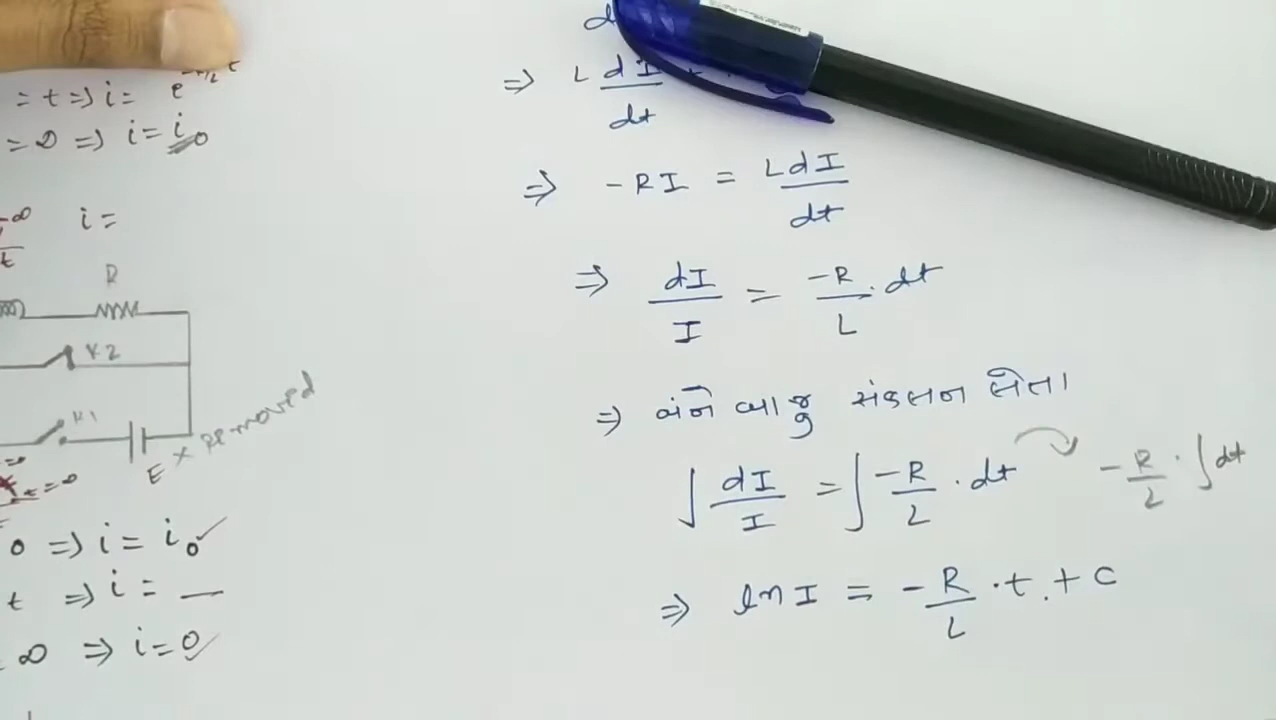 = t => i =
= ∞ => i = i₀
i =
R
K2
K1
E × Removed
t = ∞
0 => i = i₀ ✓
t => i = __
∞ => i = 0 ✓
=> L dI/dt
=> -RI = L dI/dt
=> dI/I = -R/L . dt
=> બંને બાજુ સંકલન લેતા
∫ dI/I = ∫ -R/L . dt
-R/L . ∫dt
=> ln I = -R/L . t + C